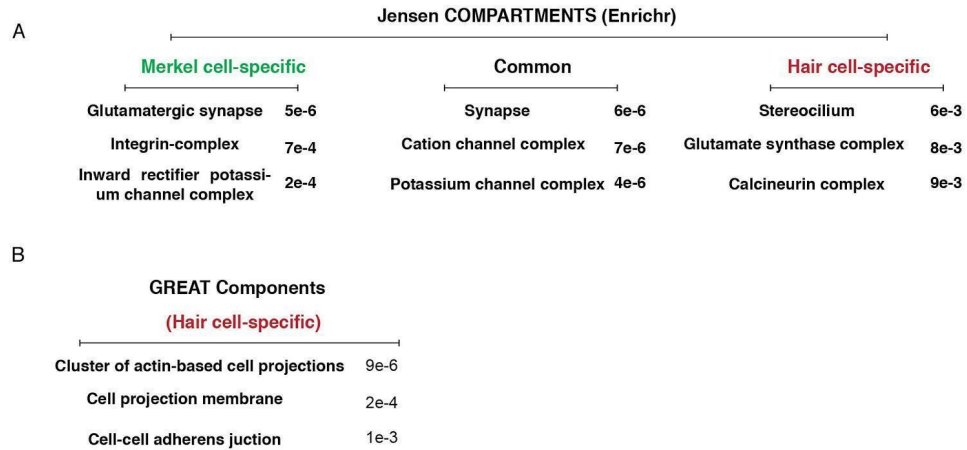 A
Jensen COMPARTMENTS (Enrichr)
Merkel cell-specific Common Hair cell-specific
Glutamatergic synapse 5e-6 Synapse 6e-6 Stereocilium 6e-3
Integrin-complex 7e-4 Cation channel complex 7e-6 Glutamate synthase complex 8e-3
Inward rectifier potassi-
um channel complex 2e-4 Potassium channel complex 4e-6 Calcineurin complex 9e-3
B
GREAT Components
(Hair cell-specific)
Cluster of actin-based cell projections 9e-6
Cell projection membrane 2e-4
Cell-cell adherens juction 1e-3